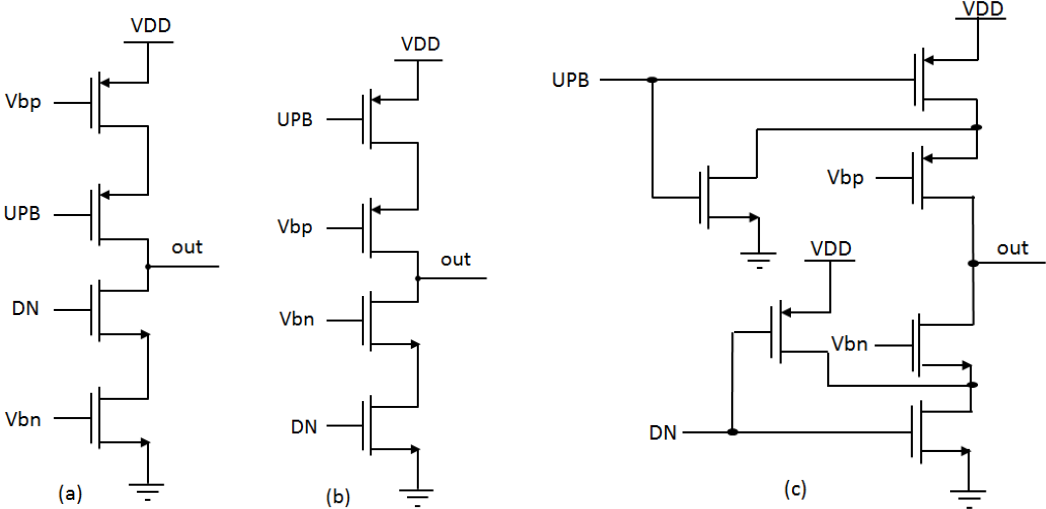 VDD
Vbp
UPB
out
DN
Vbn
(a)
VDD
UPB
Vbp
out
Vbn
DN
(b)
VDD
UPB
Vbp
VDD
out
Vbn
DN
(c)